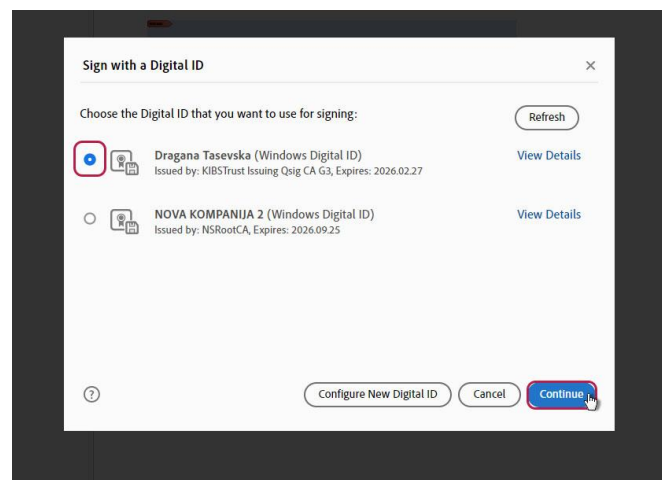 Sign with a Digital ID
Choose the Digital ID that you want to use for signing:
Refresh
Dragana Tasevska (Windows Digital ID)
View Details
Issued by: KIBSTrust Issuing Qsig CA G3, Expires: 2026.02.27
NOVA KOMPANIJA 2 (Windows Digital ID)
View Details
Issued by: NSRootCA, Expires: 2026.09.25
?
Configure New Digital ID
Cancel
Continue